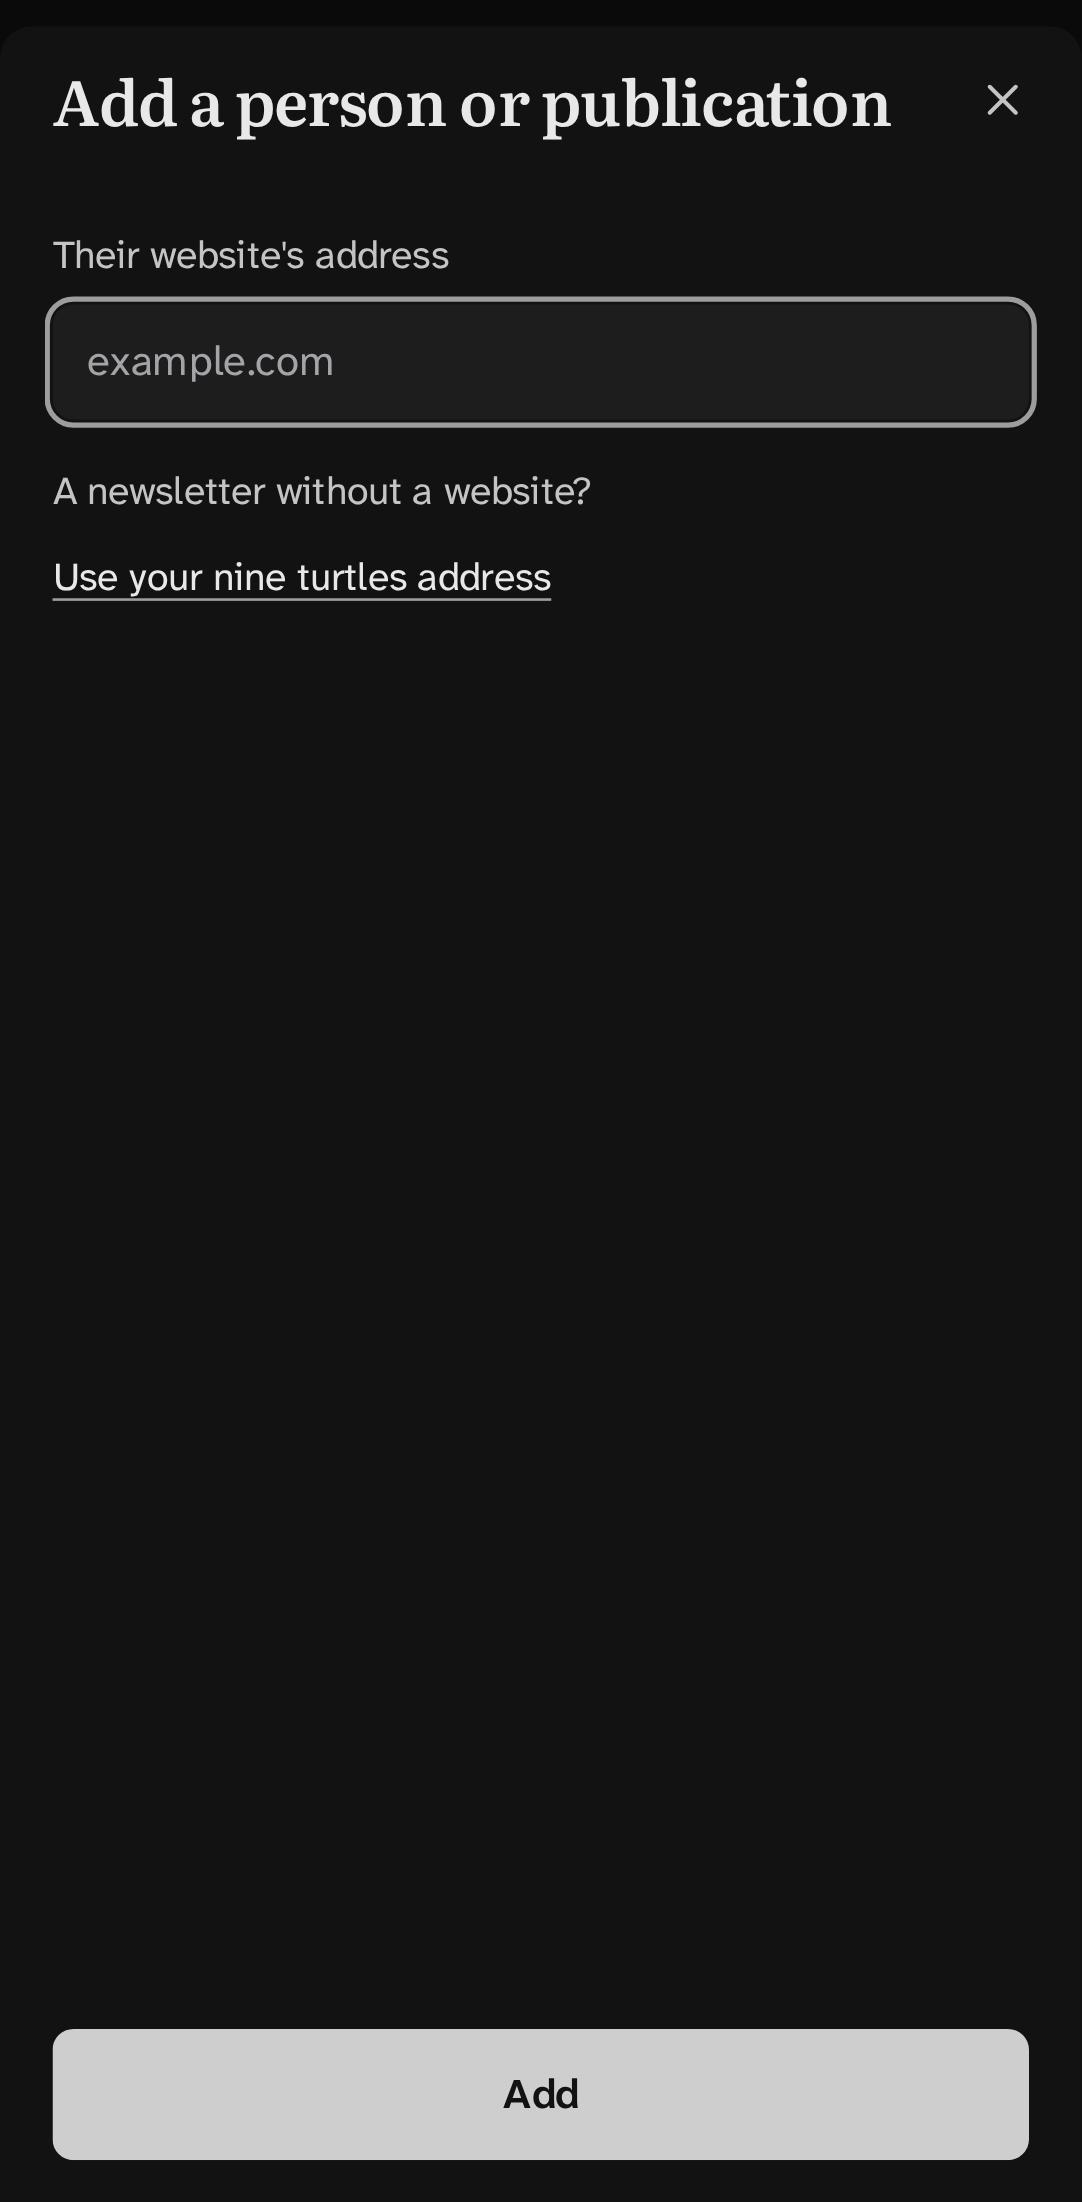 Add a person or publication
Their website's address
example.com
A newsletter without a website?
Use your nine turtles address
Add